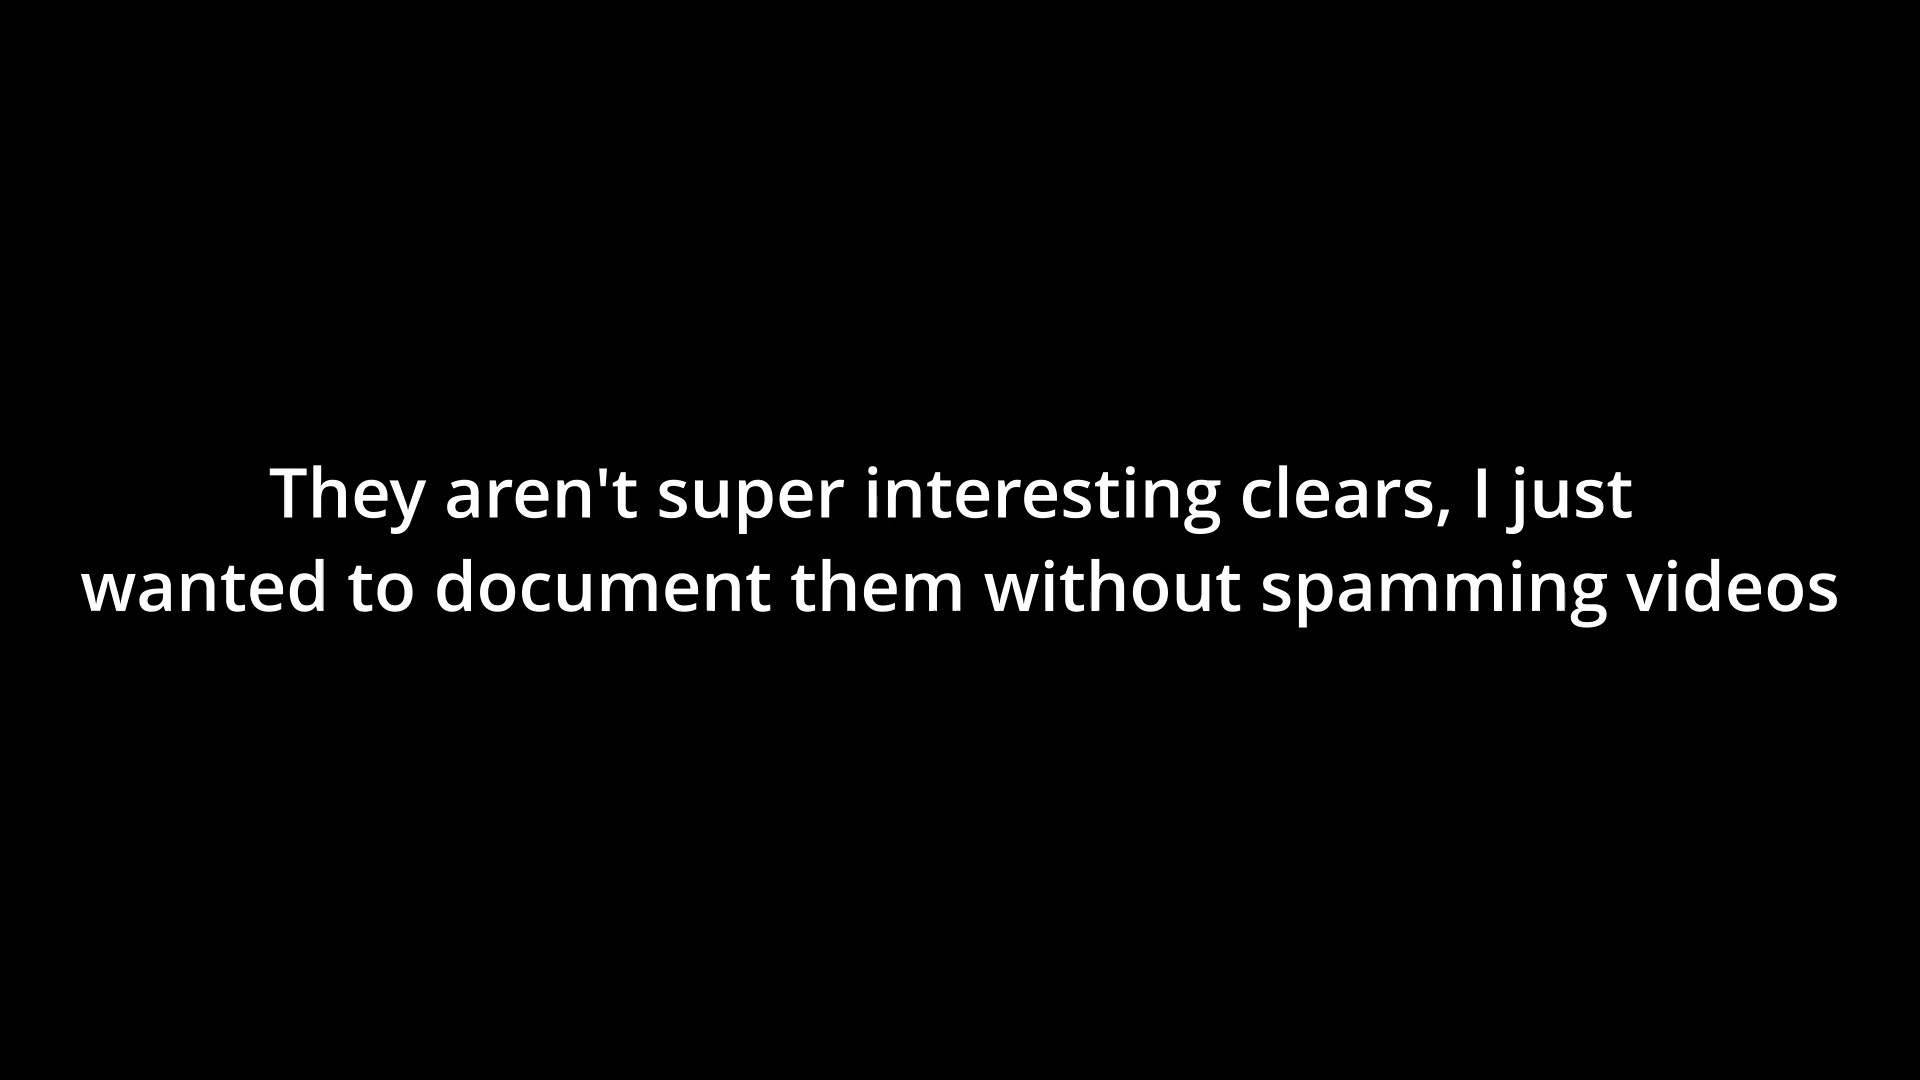 They aren't super interesting clears, I just
wanted to document them without spamming videos